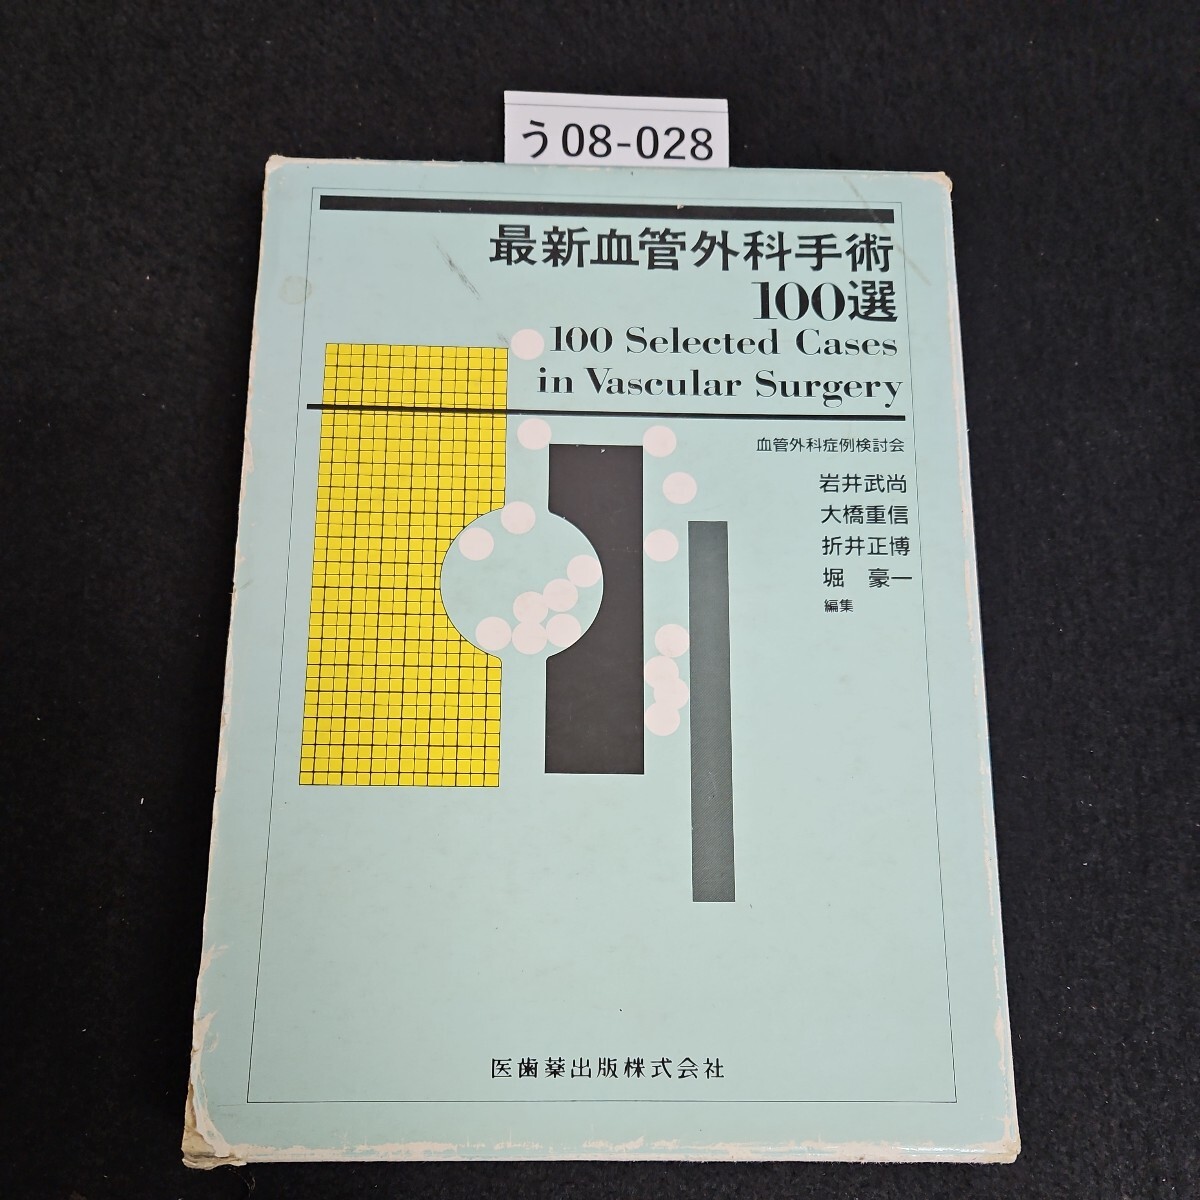 う08-028
最新血管外科手術
100選
100 Selected Cases
in Vascular Surgery
血管外科症例検討会
岩井武尚
大橋重信
折井正博
堀　豪一
編集
医歯薬出版株式会社